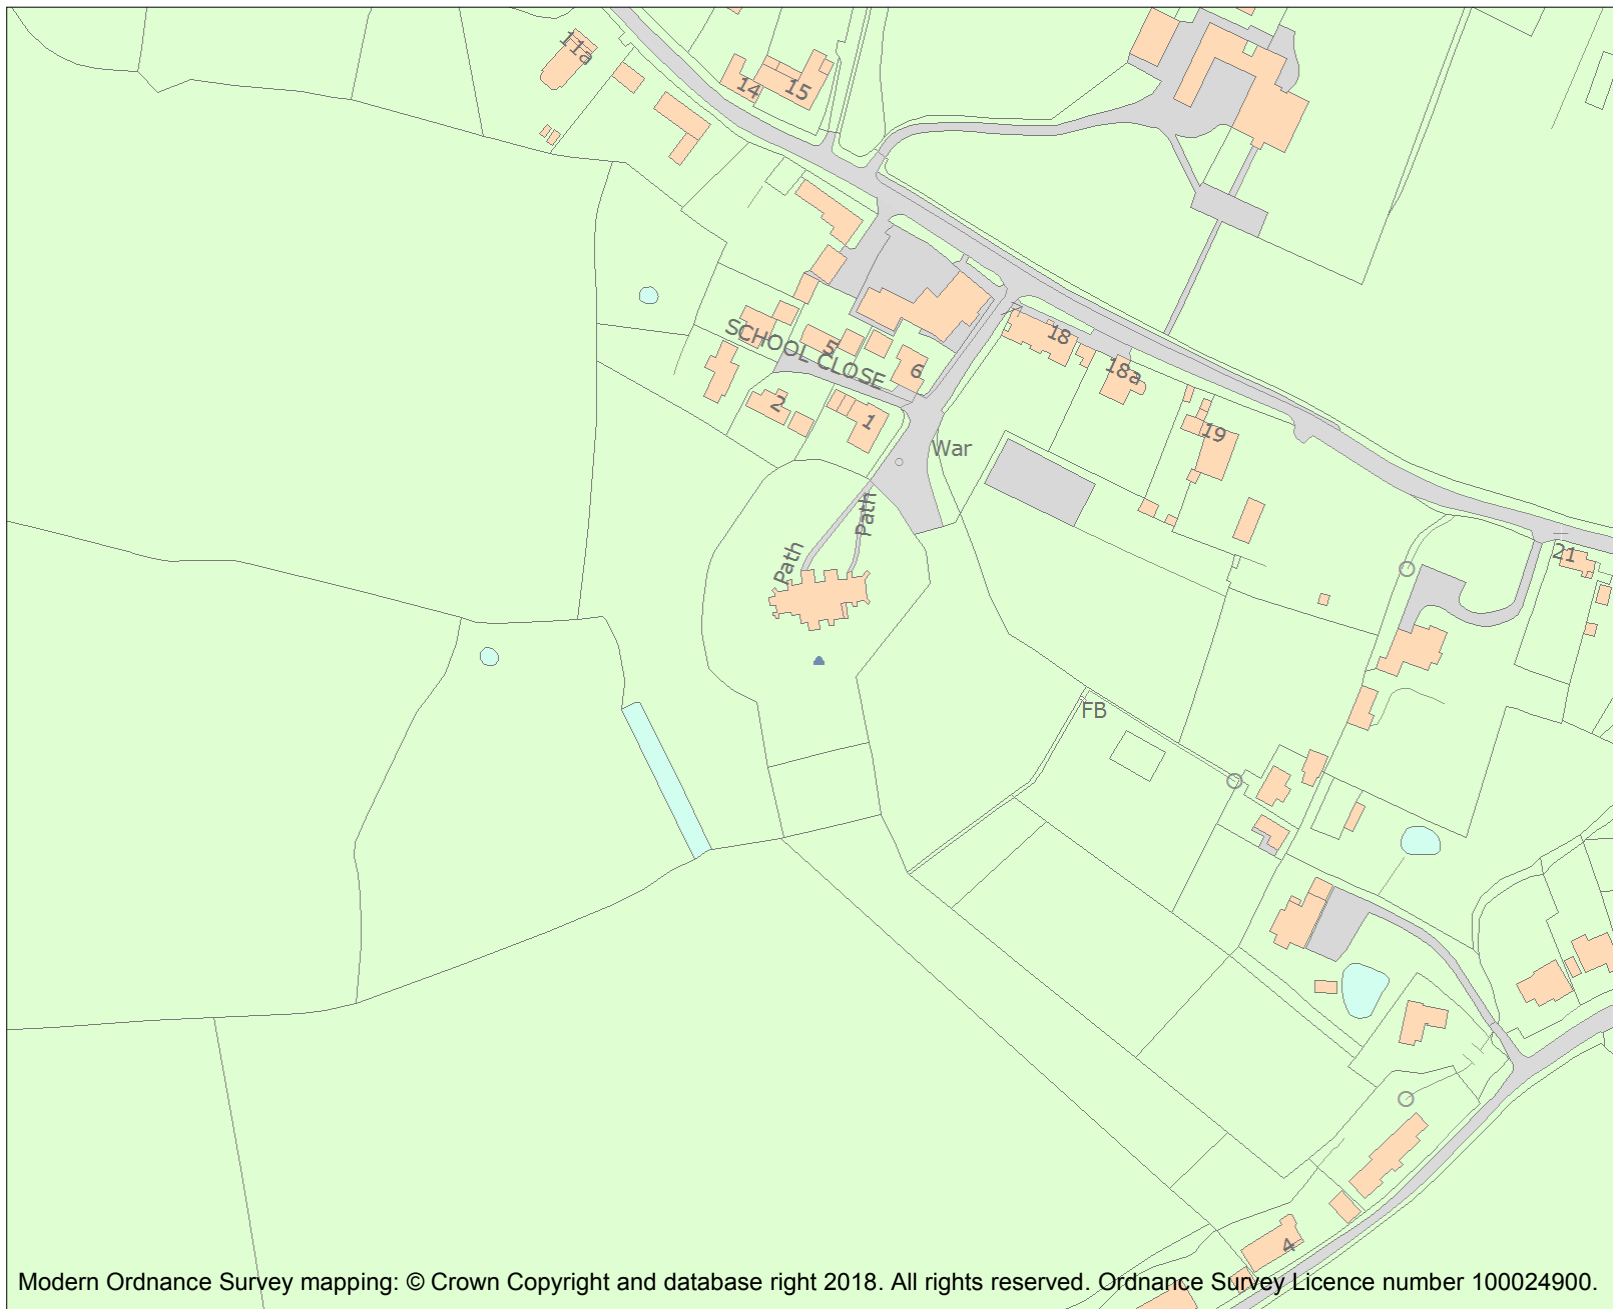 11a
14
15
SCHOOL CLOSE
5
6
18
18a
2
1
19
War
Path
Path
21
FB
4
Modern Ordnance Survey mapping: © Crown Copyright and database right 2018. All rights reserved. Ordnance Survey Licence number 100024900.